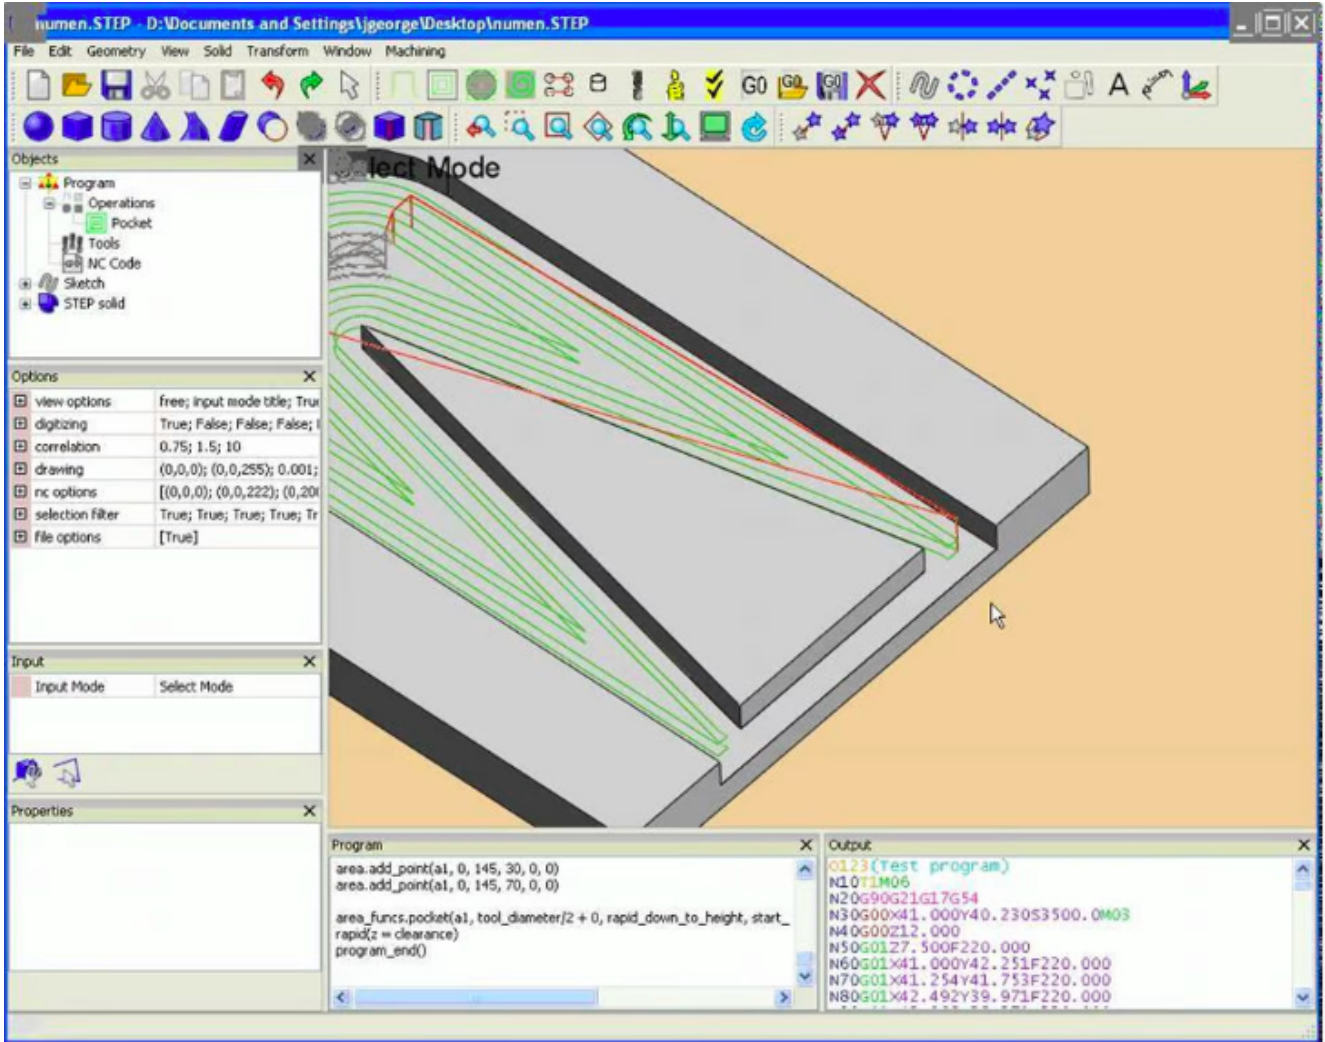 numen.STEP - D:\Documents and Settings\jgeorge\Desktop\numen.STEP
File Edit Geometry View Solid Transform Window Machining
G0 G0
A
Objects
Program
Operations
Pocket
Tools
NC Code
Sketch
STEP solid
lect Mode
Options
view options free; input mode title; True
digitizing True; False; False; False;
correlation 0.75; 1.5; 10
drawing (0,0,0); (0,0,255); 0.001;
nc options [(0,0,0); (0,0,222); (0,20
selection filter True; True; True; True; Tr
file options [True]
Input
Input Mode Select Mode
Properties
Program
area.add_point(a1, 0, 145, 30, 0, 0)
area.add_point(a1, 0, 145, 70, 0, 0)
area_funcs.pocket(a1, tool_diameter/2 + 0, rapid_down_to_height, start_
rapid(z = clearance)
program_end()
Output
O123(Test program)
N10T1M06
N20G90G21G17G54
N30G00X41.000Y40.230S3500.0M03
N40G00Z12.000
N50G01Z7.500F220.000
N60G01X41.000Y42.251F220.000
N70G01X41.254Y41.753F220.000
N80G01X42.492Y39.971F220.000